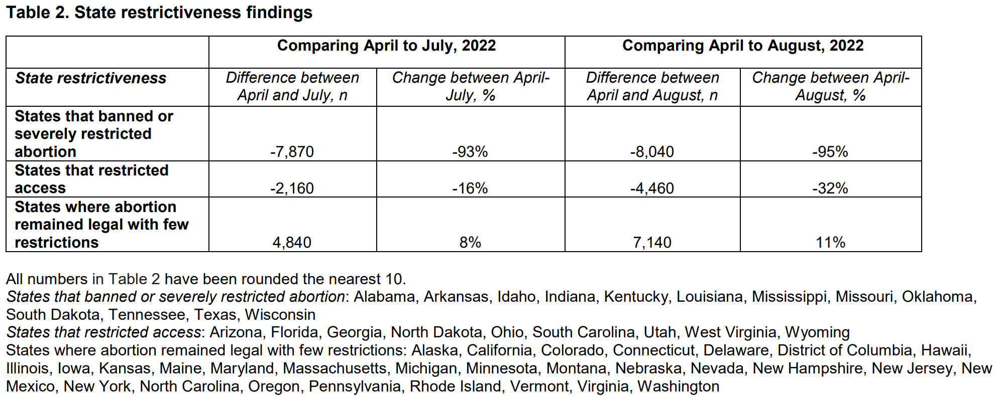 Table 2. State restrictiveness findings
Comparing April to July, 2022
Comparing April to August, 2022
State restrictiveness
Difference between
April and July, n
Change between April-
July, %
Difference between
April and August, n
Change between April-
August, %
States that banned or
severely restricted
abortion
-7,870
-93%
-8,040
-95%
States that restricted
access
-2,160
-16%
-4,460
-32%
States where abortion
remained legal with few
restrictions
4,840
8%
7,140
11%
All numbers in Table 2 have been rounded the nearest 10.
States that banned or severely restricted abortion: Alabama, Arkansas, Idaho, Indiana, Kentucky, Louisiana, Mississippi, Missouri, Oklahoma,
South Dakota, Tennessee, Texas, Wisconsin
States that restricted access: Arizona, Florida, Georgia, North Dakota, Ohio, South Carolina, Utah, West Virginia, Wyoming
States where abortion remained legal with few restrictions: Alaska, California, Colorado, Connecticut, Delaware, District of Columbia, Hawaii,
Illinois, Iowa, Kansas, Maine, Maryland, Massachusetts, Michigan, Minnesota, Montana, Nebraska, Nevada, New Hampshire, New Jersey, New
Mexico, New York, North Carolina, Oregon, Pennsylvania, Rhode Island, Vermont, Virginia, Washington